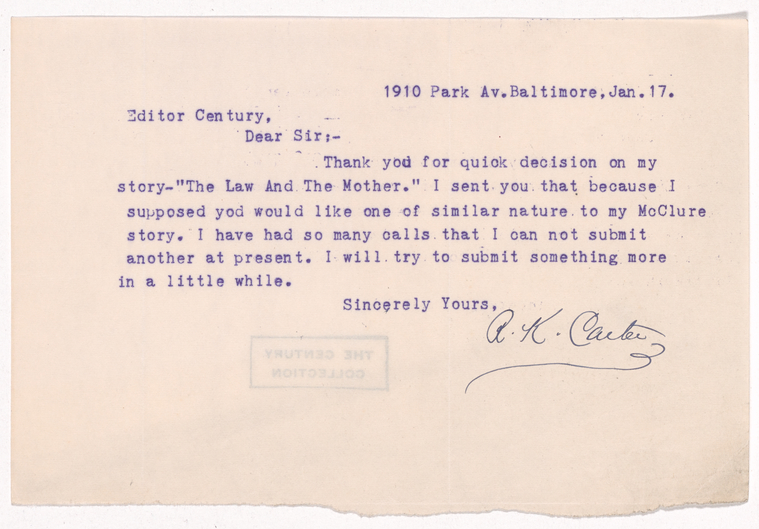 1910 Park Av.Baltimore,Jan.17.
Editor Century,
Dear Sir;-
Thank yod for quick decision on my
story-"The Law And The Mother." I sent you that because I
supposed yod would like one of similar nature to my McClure
story. I have had so many calls that I can not submit
another at present. I will try to submit something more
in a little while.
Sincerely Yours,
A. K. Carter
THE CENTURY
COLLECTION